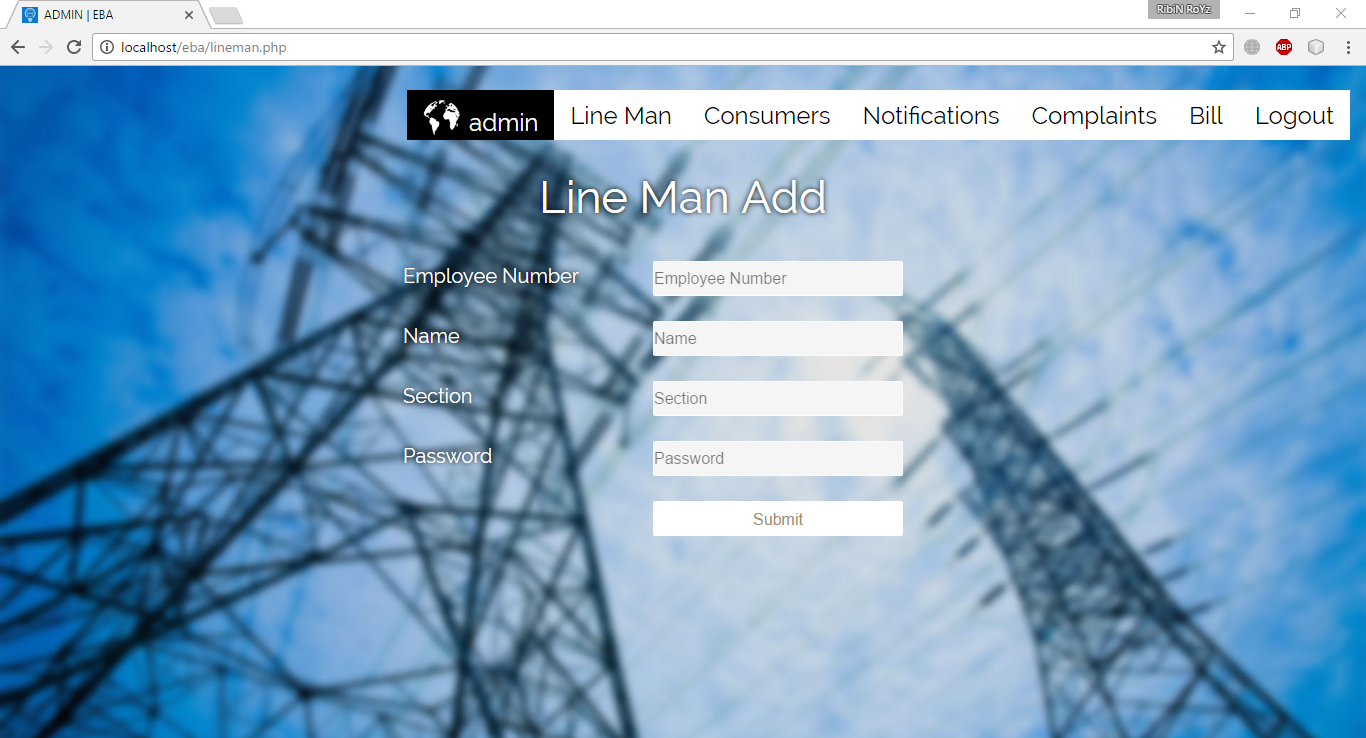 ADMIN | EBA
RibiN RoYz
localhost/eba/lineman.php
ABP
admin Line Man Consumers Notifications Complaints Bill Logout
Line Man Add
Employee Number Employee Number
Name Name
Section Section
Password Password
Submit